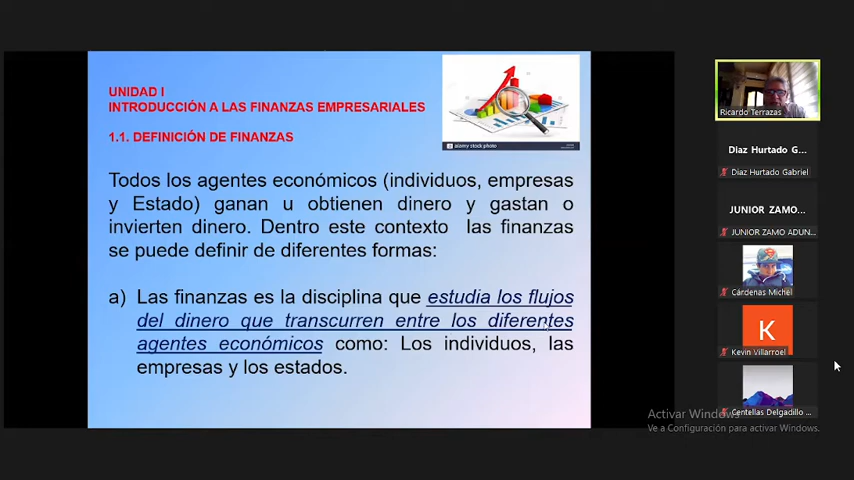 UNIDAD I
INTRODUCCIÓN A LAS FINANZAS EMPRESARIALES
1.1. DEFINICIÓN DE FINANZAS
alamy stock photo
Todos los agentes económicos (individuos, empresas
y Estado) ganan u obtienen dinero y gastan o
invierten dinero. Dentro este contexto las finanzas
se puede definir de diferentes formas:
a) Las finanzas es la disciplina que estudia los flujos
del dinero que transcurren entre los diferentes
agentes económicos como: Los individuos, las
empresas y los estados.
Ricardo Terrazas
Diaz Hurtado G...
Diaz Hurtado Gabriel
JUNIOR ZAMO...
JUNIOR ZAMO ADUN...
Cárdenas Michel
K
Kevin Villarroel
Centellas Delgadillo ...
Activar Windows
Ve a Configuración para activar Windows.